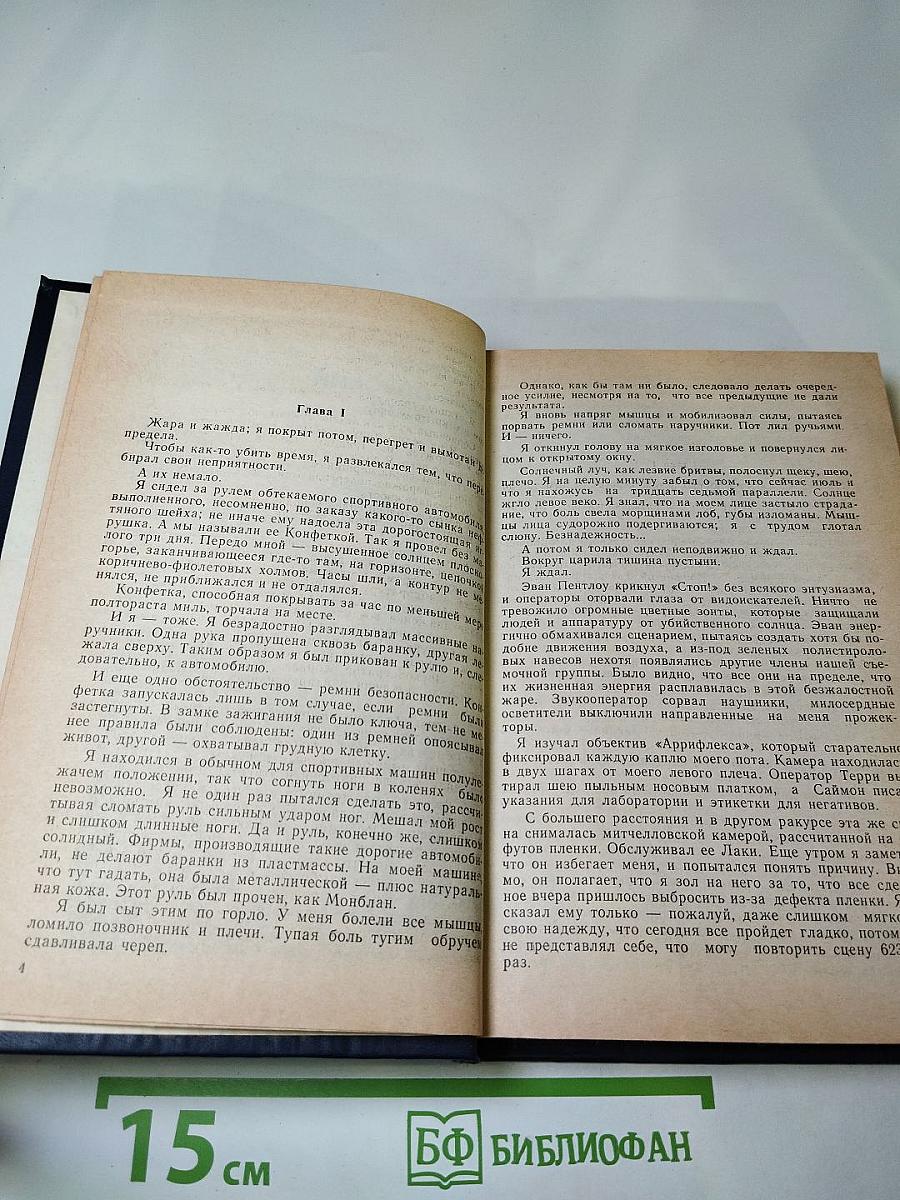 Глава I
Жара и жажда; я покрыт потом, перегрет и вымотан
предела.
Чтобы как-то убить время, я развлекался тем, что пере-
бирал свои неприятности.
А их немало.
Я сидел за рулем обтекаемого спортивного автомобиля,
выполненного, несомненно, по заказу какого-то сынка неф-
тяного шейха; не иначе ему надоела эта дорогостоящая иг-
рушка. А мы называли ее Конфеткой. Так я провел без ма-
лого три дня. Передо мной — высушенное солнцем плоско-
горье, заканчивающееся где-то там, на горизонте, цепочкой
коричнево-фиолетовых холмов. Часы шли, а контур не ме-
нялся, не приближался и не отдалялся.
Конфетка, способная покрывать за час по меньшей мере
полтораста миль, торчала на месте.
И я — тоже. Я безрадостно разглядывал массивные на-
ручники. Одна рука пропущена сквозь баранку, другая ле-
жала сверху. Таким образом я был прикован к рулю и, сле-
довательно, к автомобилю.
И еще одно обстоятельство — ремни безопасности. Кон-
фетка запускалась лишь в том случае, если ремни были
застегнуты. В замке зажигания не было ключа, тем не ме-
нее правила были соблюдены: один из ремней опоясывал
живот, другой — охватывал грудную клетку.
Я находился в обычном для спортивных машин полуле-
жачем положении, так что согнуть ноги в коленях было
невозможно. Я не один раз пытался сделать это, рассчи-
тывая сломать руль сильным ударом ног. Мешал мой рост
и слишком длинные ноги. Да и руль, конечно же, слишком
солидный. Фирмы, производящие такие дорогие автомоби-
ли, не делают баранки из пластмассы. На моей машине,
что тут гадать, она была металлической — плюс натураль-
ная кожа. Этот руль был прочен, как Монблан.
Я был сыт этим по горло. У меня болели все мышцы,
ломило позвоночник и плечи. Тупая боль тугим обручем
сдавливала череп.
4
Однако, как бы там ни было, следовало делать очеред-
ное усилие, несмотря на то, что все предыдущие не дали
результата.
Я вновь напряг мышцы и мобилизовал силы, пытаясь
порвать ремни или сломать наручники. Пот лил ручьями.
И — ничего.
Я откинул голову на мягкое изголовье и повернулся ли-
цом к открытому окну.
Солнечный луч, как лезвие бритвы, полоснул щеку, шею,
плечо. Я на целую минуту забыл о том, что сейчас июль и
что я нахожусь на тридцать седьмой параллели. Солнце
жгло левое веко. Я знал, что на моем лице застыло страда-
ние, что боль свела морщинами лоб, губы изломаны. Мыш-
цы лица судорожно подергиваются; я с трудом глотал
слюну. Безнадежность...
А потом я только сидел неподвижно и ждал.
Вокруг царила тишина пустыни.
Я ждал.
Эван Пентлоу крикнул «Стоп!» без всякого энтузиазма,
и операторы оторвали глаза от видоискателей. Ничто не
тревожило огромные цветные зонты, которые защищали
людей и аппаратуру от убийственного солнца. Эван энер-
гично обмахивался сценарием, пытаясь создать хотя бы по-
добие движения воздуха, а из-под зеленых полистироло-
вых навесов нехотя появлялись другие члены нашей съе-
мочной группы. Было видно, что все они на пределе, что
их жизненная энергия расплавилась в этой безжалостной
жаре. Звукооператор сорвал наушники, милосердные
осветители выключили направленные на меня прожек-
торы.
Я изучал объектив «Аррифлекса», который старательно
фиксировал каждую каплю моего пота. Камера находилась
в двух шагах от моего левого плеча. Оператор Терри вы-
тирал шею пыльным носовым платком, а Саймон писал
указания для лаборатории и этикетки для негативов.
С большего расстояния и в другом ракурсе эта же сце-
на снималась митчелловской камерой, рассчитанной на
футов пленки. Обслуживал ее Лаки. Еще утром я замет
что он избегает меня, и попытался понять причину. Ви
мо, он полагает, что я зол на него за то, что все сде
ное вчера пришлось выбросить из-за дефекта пленки. Я
сказал ему только — пожалуй, даже слишком мягко
свою надежду, что сегодня все пройдет гладко, потом
не представлял себе, что могу повторить сцену 623
раз.
15 см
БФ БИБЛИОФАН